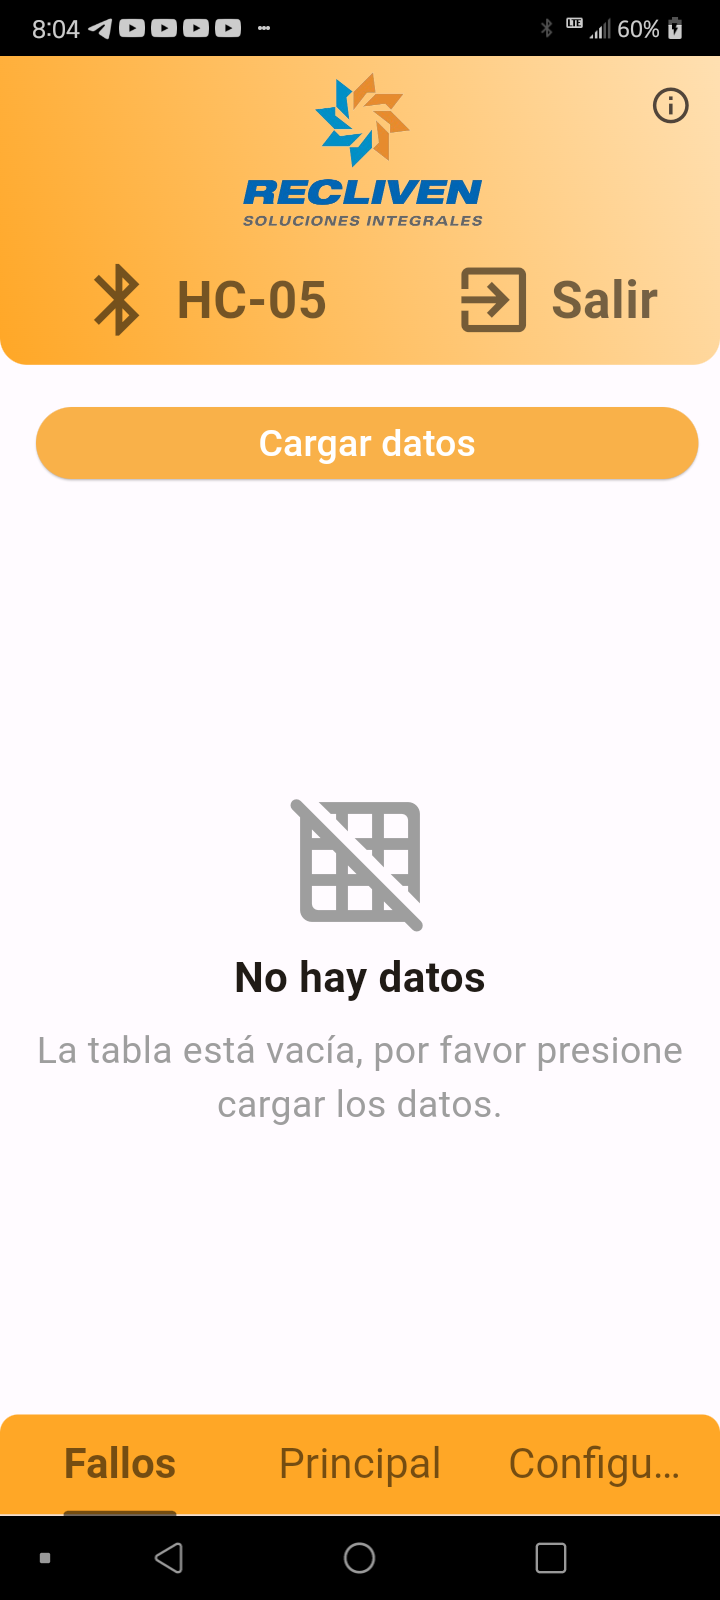 8:04
LTE
60%
RECLIVEN
SOLUCIONES INTEGRALES
HC-05
Salir
Cargar datos
No hay datos
La tabla está vacía, por favor presione
cargar los datos.
Fallos
Principal
Configu...